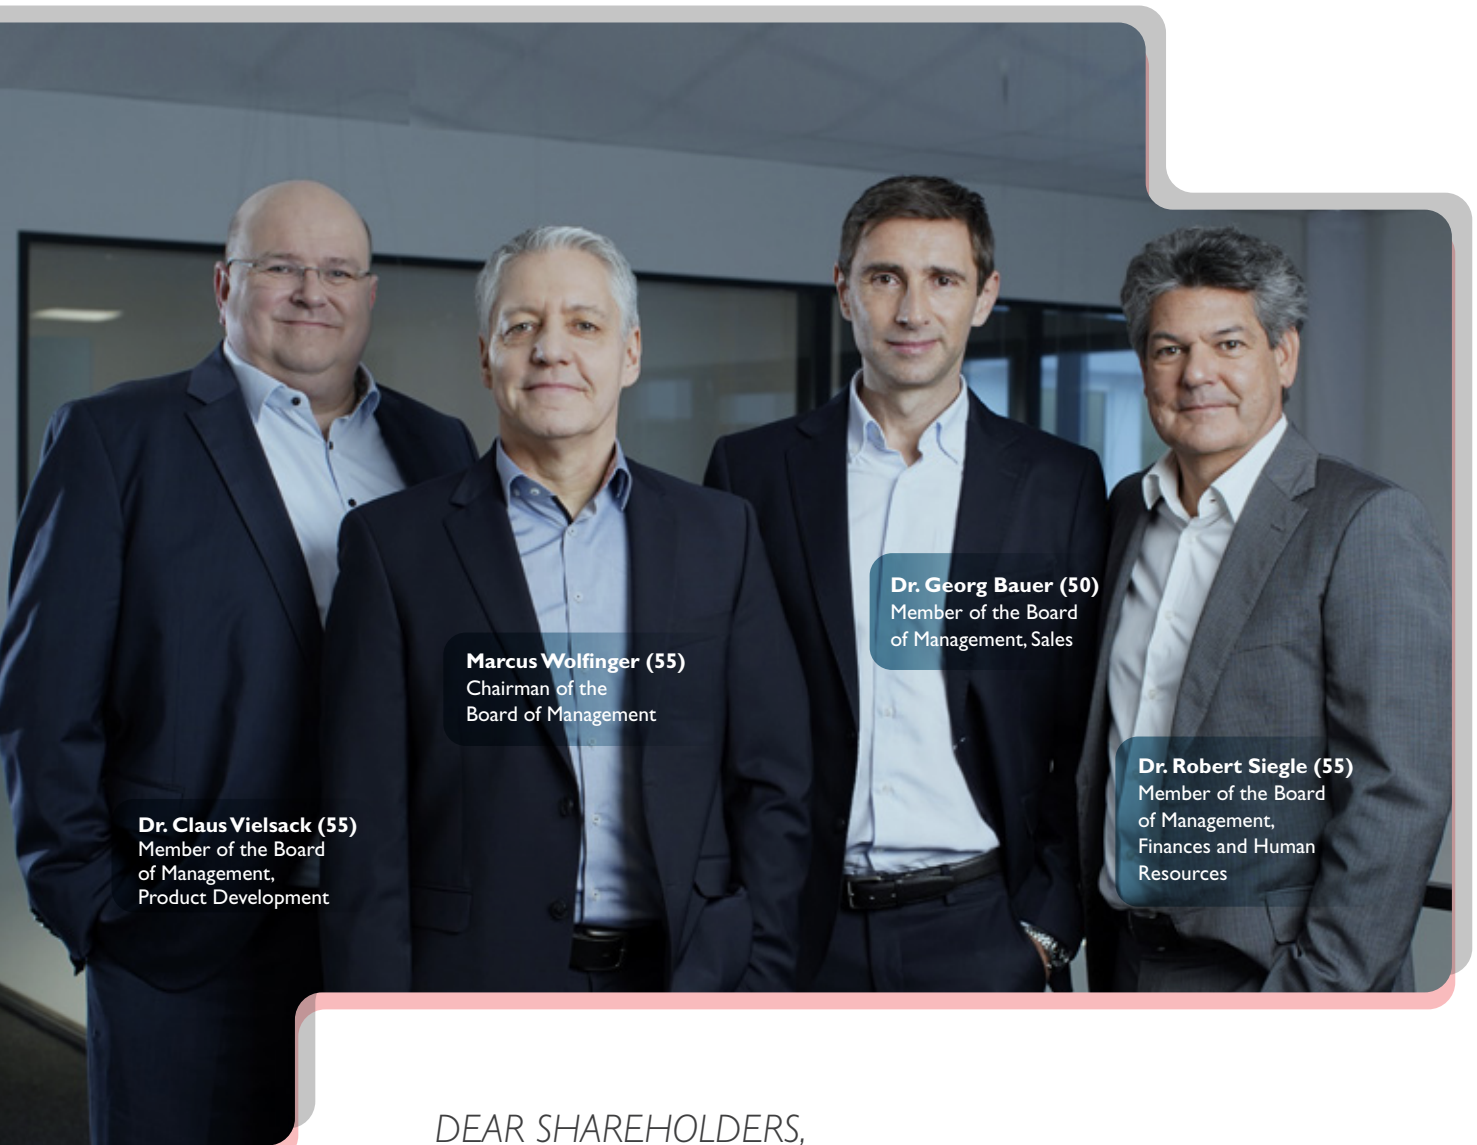 Dr. Georg Bauer (50)
Member of the Board
of Management, Sales
Marcus Wolfinger (55)
Chairman of the
Board of Management
Dr. Robert Siegle (55)
Member of the Board
of Management,
Finances and Human
Resources
Dr. Claus Vielsack (55)
Member of the Board
of Management,
Product Development
DEAR SHAREHOLDERS,